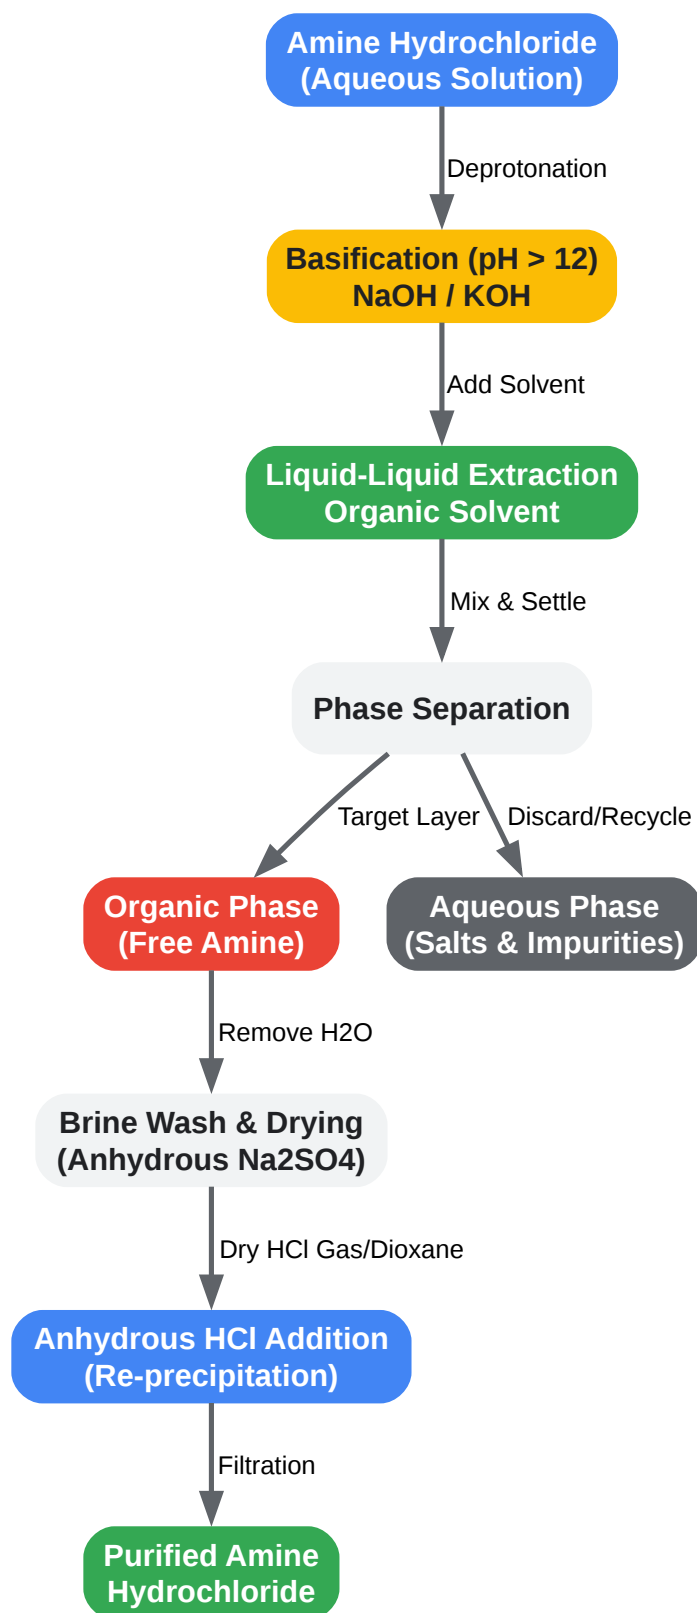 Amine Hydrochloride
(Aqueous Solution)
Deprotonation
Basification (pH > 12)
NaOH / KOH
Add Solvent
Liquid-Liquid Extraction
Organic Solvent
Mix & Settle
Phase Separation
Target Layer
Discard/Recycle
Organic Phase
(Free Amine)
Aqueous Phase
(Salts & Impurities)
Remove H2O
Brine Wash & Drying
(Anhydrous Na2SO4)
Dry HCl Gas/Dioxane
Anhydrous HCl Addition
(Re-precipitation)
Filtration
Purified Amine
Hydrochloride